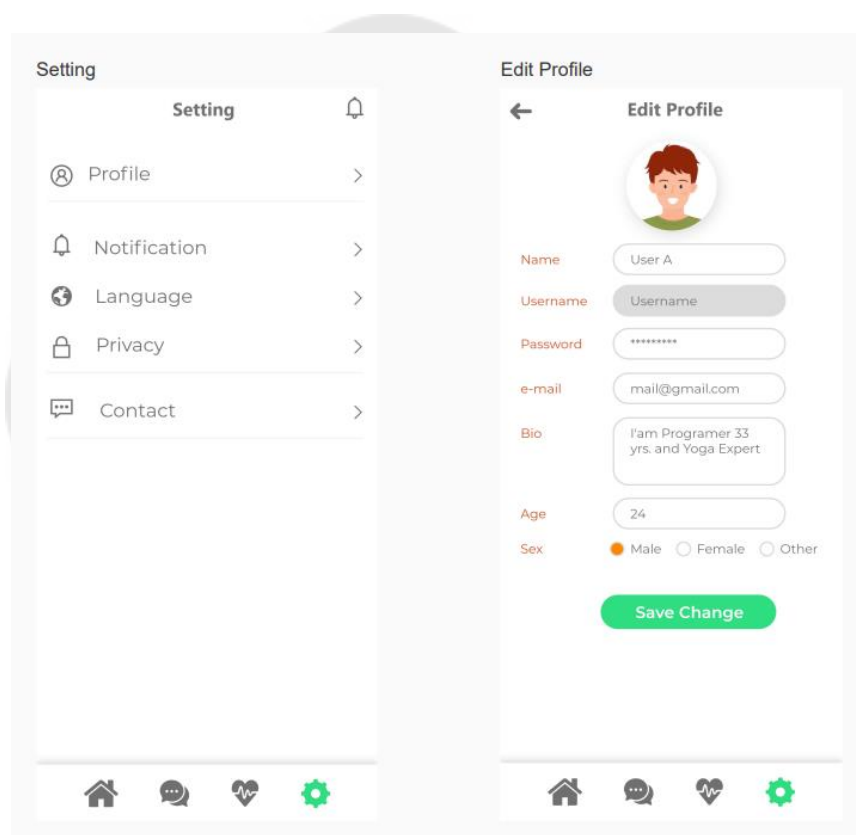 Setting
Setting
Profile
Notification
Language
Privacy
Contact
Edit Profile
Edit Profile
Name
User A
Username
Username
Password
*********
e-mail
mail@gmail.com
Bio
I'am Programer 33
yrs. and Yoga Expert
Age
24
Sex
Male
Female
Other
Save Change